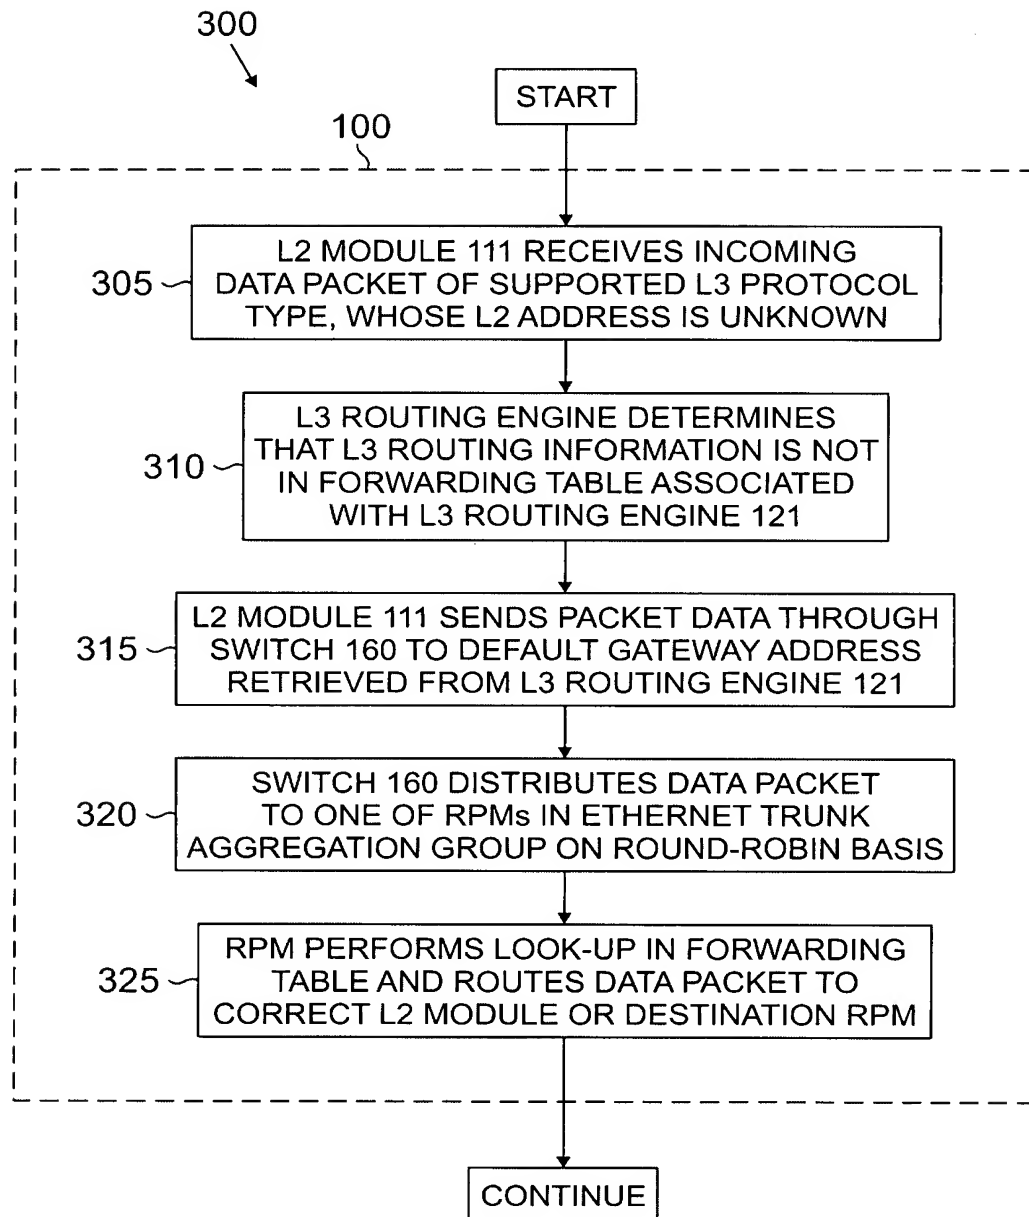 300
START
100
305
L2 MODULE 111 RECEIVES INCOMING
DATA PACKET OF SUPPORTED L3 PROTOCOL
TYPE, WHOSE L2 ADDRESS IS UNKNOWN
310
L3 ROUTING ENGINE DETERMINES
THAT L3 ROUTING INFORMATION IS NOT
IN FORWARDING TABLE ASSOCIATED
WITH L3 ROUTING ENGINE 121
315
L2 MODULE 111 SENDS PACKET DATA THROUGH
SWITCH 160 TO DEFAULT GATEWAY ADDRESS
RETRIEVED FROM L3 ROUTING ENGINE 121
320
SWITCH 160 DISTRIBUTES DATA PACKET
TO ONE OF RPMs IN ETHERNET TRUNK
AGGREGATION GROUP ON ROUND-ROBIN BASIS
325
RPM PERFORMS LOOK-UP IN FORWARDING
TABLE AND ROUTES DATA PACKET TO
CORRECT L2 MODULE OR DESTINATION RPM
CONTINUE